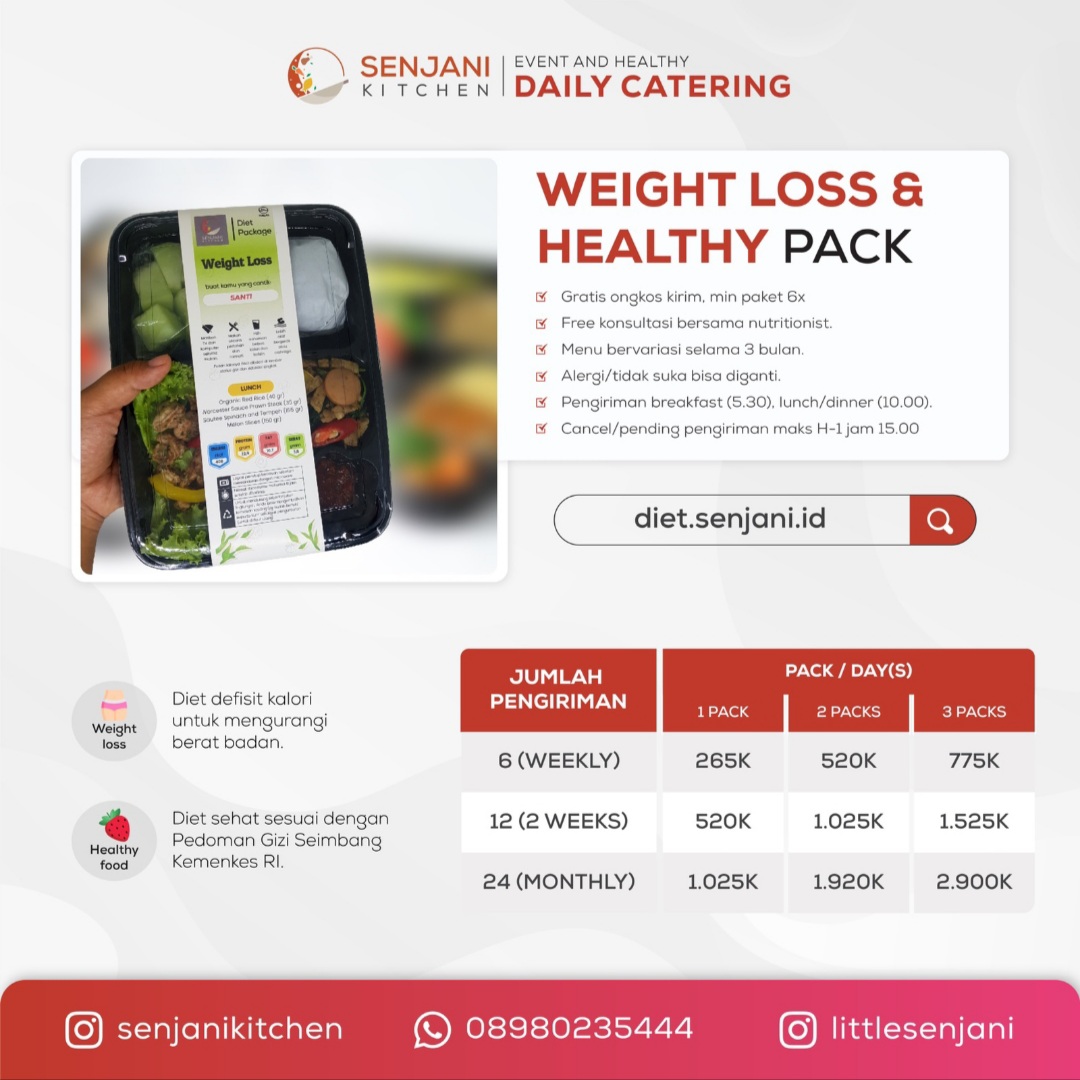 SENJANI
KITCHEN
EVENT AND HEALTHY
DAILY CATERING
WEIGHT LOSS &
HEALTHY PACK
Gratis ongkos kirim, min paket 6x
Free konsultasi bersama nutritionist.
Menu bervariasi selama 3 bulan.
Alergi/tidak suka bisa diganti.
Pengiriman breakfast (5.30), lunch/dinner (10.00).
Cancel/pending pengiriman maks H-1 jam 15.00
diet.senjani.id
Diet
Package
Weight Loss
buat kamu yang cantik
SANTI
LUNCH
Organic Red Rice (40 gr)
Sauce Prawn Steak (35 gr)
Sautee Spinach and Tempeh
Melon Slices (150 gr)
Weight
loss
Diet defisit kalori
untuk mengurangi
berat badan.
Healthy
food
Diet sehat sesuai dengan
Pedoman Gizi Seimbang
Kemenkes RI.
JUMLAH
PENGIRIMAN
PACK / DAY(S)
1 PACK 2 PACKS 3 PACKS
6 (WEEKLY) 265K 520K 775K
12 (2 WEEKS) 520K 1.025K 1.525K
24 (MONTHLY) 1.025K 1.920K 2.900K
senjanikitchen
08980235444
littlesenjani